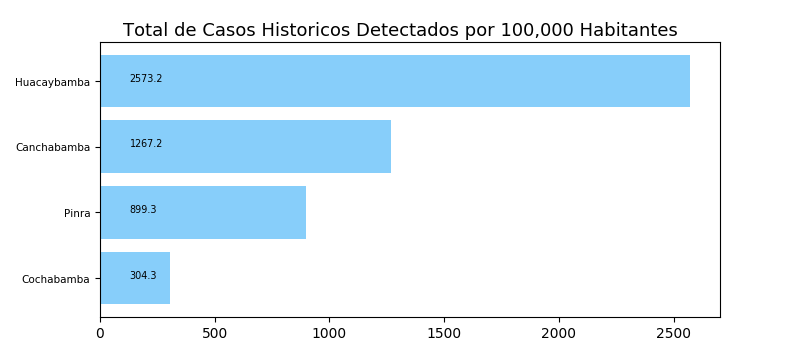 Total de Casos Historicos Detectados por 100,000 Habitantes
Huacaybamba 2573.2
Canchabamba 1267.2
Pinra 899.3
Cochabamba 304.3
0 500 1000 1500 2000 2500